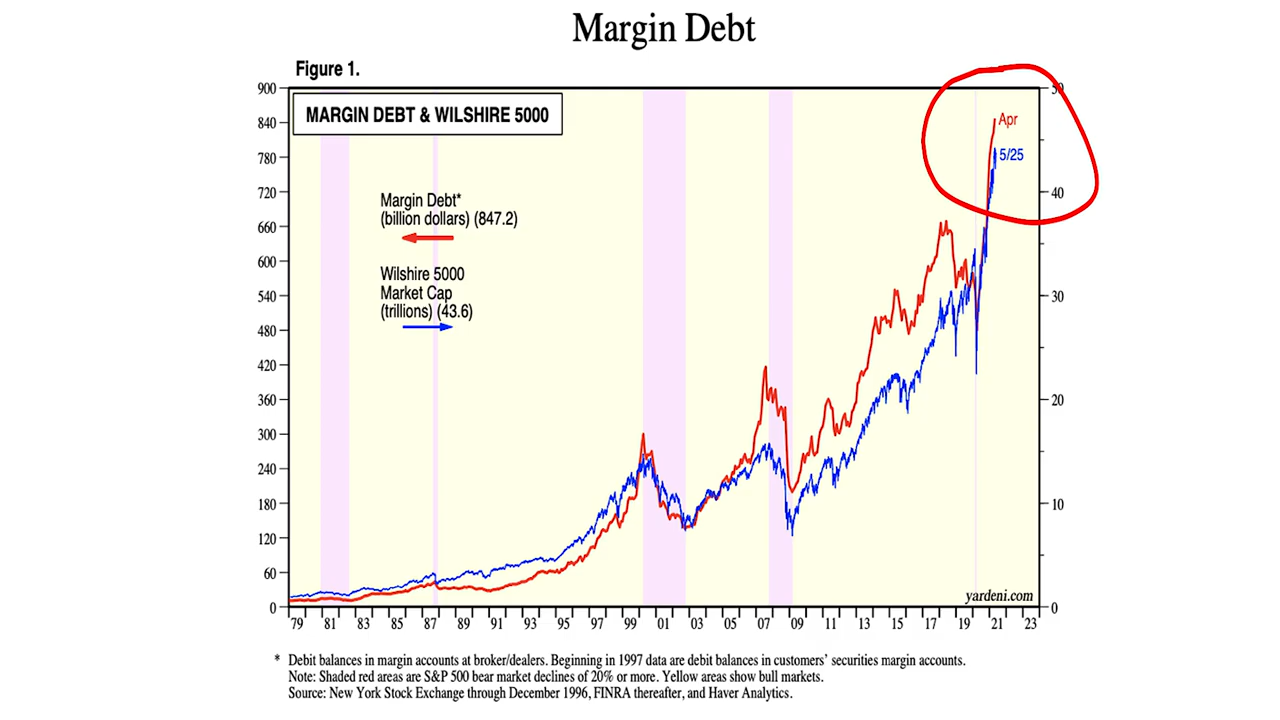 Margin Debt
Figure 1.
MARGIN DEBT & WILSHIRE 5000
900
840
780
720
660
600
540
480
420
360
300
240
180
120
60
0
50
40
30
20
10
0
Apr
5/25
Margin Debt*
(billion dollars) (847.2)
Wilshire 5000
Market Cap
(trillions) (43.6)
yardeni.com
79 81 83 85 87 89 91 93 95 97 99 01 03 05 07 09 11 13 15 17 19 21 23
* Debit balances in margin accounts at broker/dealers. Beginning in 1997 data are debit balances in customers' securities margin accounts.
Note: Shaded red areas are S&P 500 bear market declines of 20% or more. Yellow areas show bull markets.
Source: New York Stock Exchange through December 1996, FINRA thereafter, and Haver Analytics.